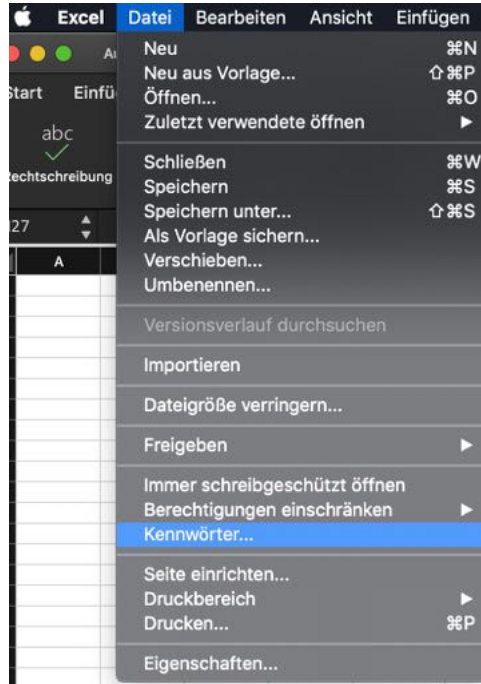 Excel Datei Bearbeiten Ansicht Einfügen
Start Einfü
abc
Rechtschreibung
27
A
Neu ⌘N
Neu aus Vorlage... ⇧⌘P
Öffnen... ⌘O
Zuletzt verwendete öffnen ▶
Schließen ⌘W
Speichern ⌘S
Speichern unter... ⇧⌘S
Als Vorlage sichern...
Verschieben...
Umbenennen...
Versionsverlauf durchsuchen
Importieren
Dateigröße verringern...
Freigeben ▶
Immer schreibgeschützt öffnen
Berechtigungen einschränken ▶
Kennwörter...
Seite einrichten...
Druckbereich ▶
Drucken... ⌘P
Eigenschaften...